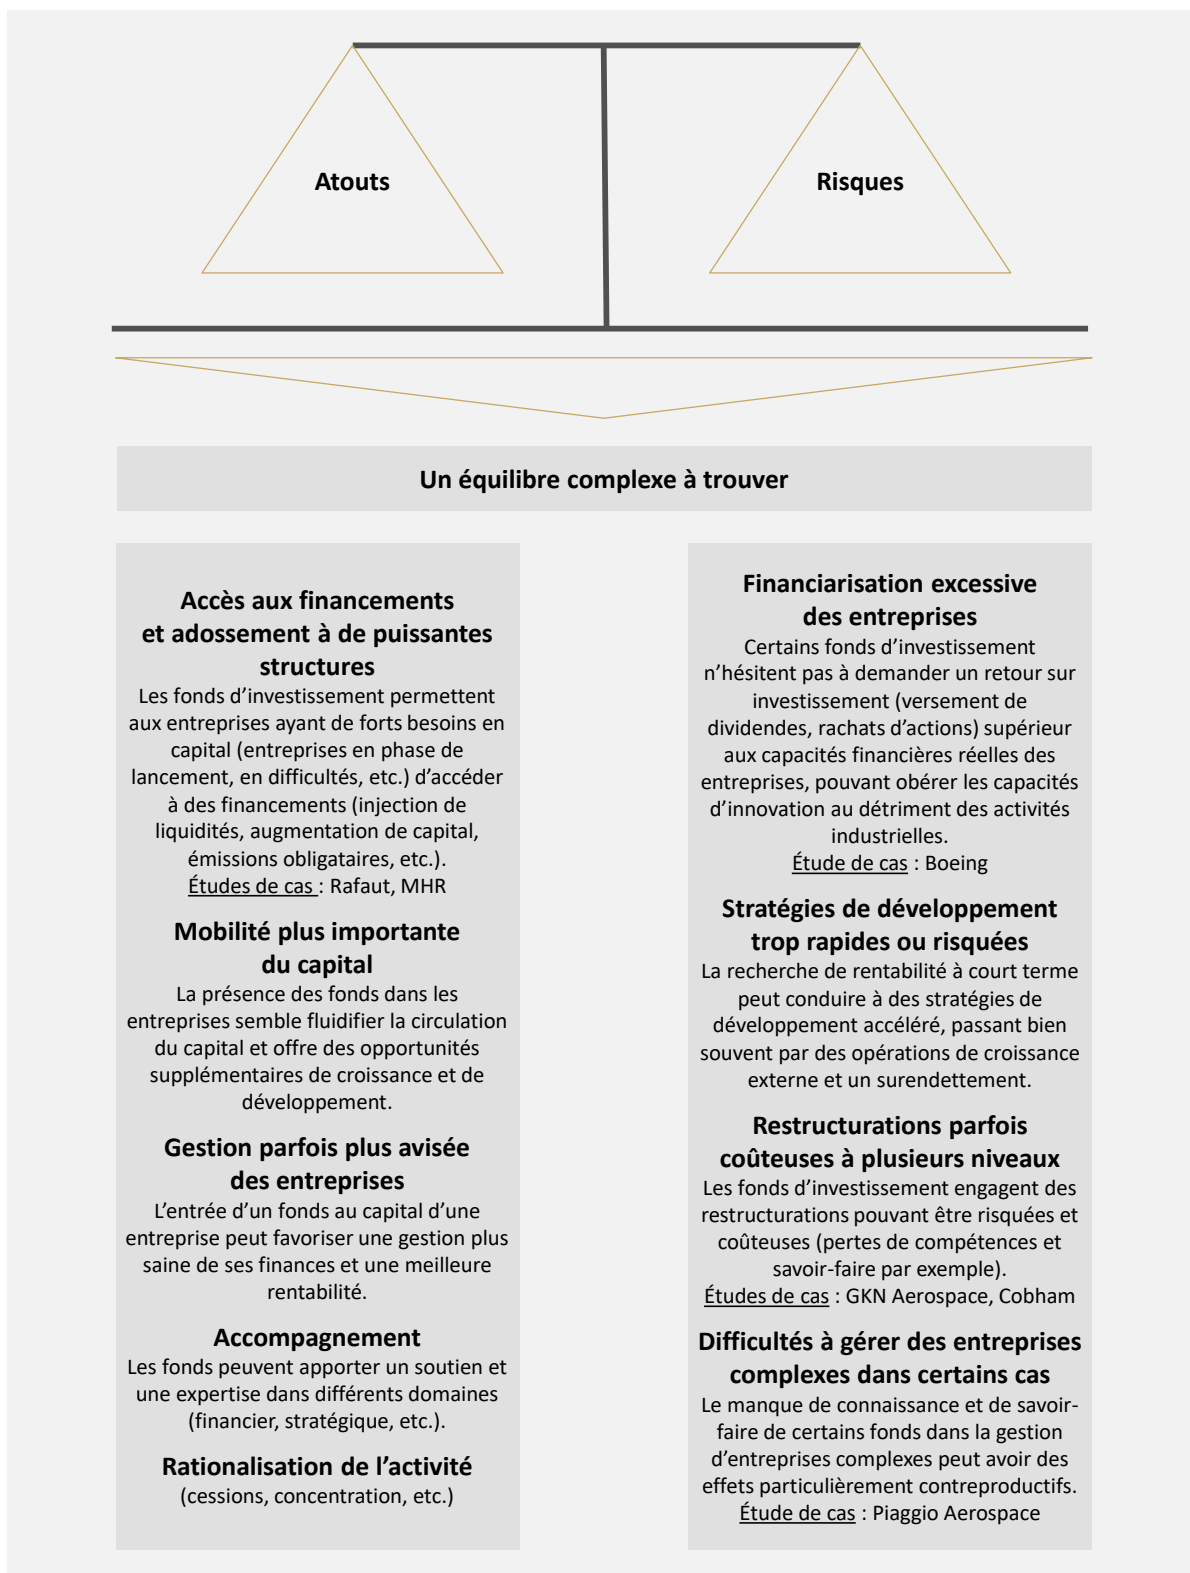 Atouts
Risques
Un équilibre complexe à trouver
Accès aux financements
et adossement à de puissantes
structures
Les fonds d’investissement permettent
aux entreprises ayant de forts besoins en
capital (entreprises en phase de
lancement, en difficultés, etc.) d’accéder
à des financements (injection de
liquidités, augmentation de capital,
émissions obligataires, etc.).
Études de cas : Rafaut, MHR
Mobilité plus importante
du capital
La présence des fonds dans les
entreprises semble fluidifier la circulation
du capital et offre des opportunités
supplémentaires de croissance et de
développement.
Gestion parfois plus avisée
des entreprises
L’entrée d’un fonds au capital d’une
entreprise peut favoriser une gestion plus
saine de ses finances et une meilleure
rentabilité.
Accompagnement
Les fonds peuvent apporter un soutien et
une expertise dans différents domaines
(financier, stratégique, etc.).
Rationalisation de l’activité
(cessions, concentration, etc.)
Financiarisation excessive
des entreprises
Certains fonds d’investissement
n’hésitent pas à demander un retour sur
investissement (versement de
dividendes, rachats d’actions) supérieur
aux capacités financières réelles des
entreprises, pouvant obérer les capacités
d’innovation au détriment des activités
industrielles.
Étude de cas : Boeing
Stratégies de développement
trop rapides ou risquées
La recherche de rentabilité à court terme
peut conduire à des stratégies de
développement accéléré, passant bien
souvent par des opérations de croissance
externe et un surendettement.
Restructurations parfois
coûteuses à plusieurs niveaux
Les fonds d’investissement engagent des
restructurations pouvant être risquées et
coûteuses (pertes de compétences et
savoir-faire par exemple).
Études de cas : GKN Aerospace, Cobham
Difficultés à gérer des entreprises
complexes dans certains cas
Le manque de connaissance et de savoir-
faire de certains fonds dans la gestion
d’entreprises complexes peut avoir des
effets particulièrement contreproductifs.
Étude de cas : Piaggio Aerospace